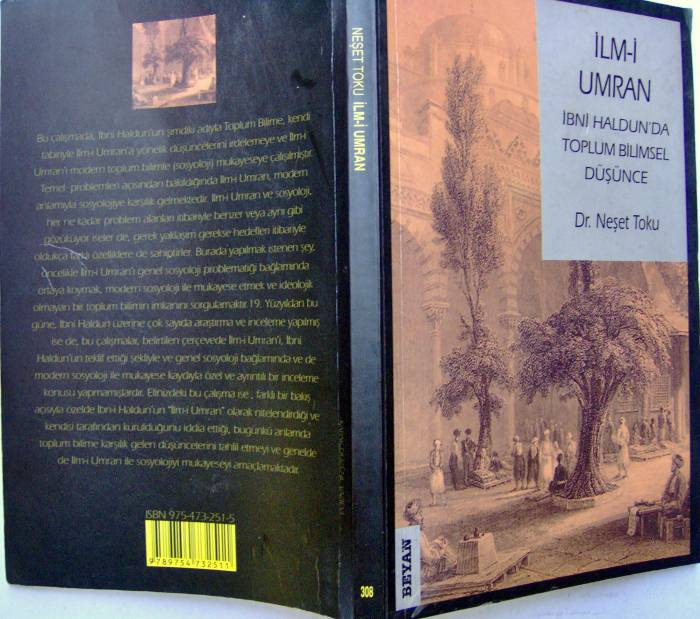 Bu çalışmada, İbni Haldun'un şimdiki adıyla Toplum Bilime, kendi
tabiriyle İlm-i Umran'a yönelik düşüncelerini irdelemeye ve İlm-i
Umran'ı modern toplum bilimle (sosyoloji) mukayeseye çalışılmıştır.
Temel problemleri açısından bakıldığında İlm-i Umran, modern
anlamıyla sosyolojiye karşılık gelmektedir. İlm-i Umran ve sosyoloji,
her ne kadar problem alanları itibariyle benzer veya aynı gibi
gözüküyor iseler de, gerek yaklaşım gerekse hedefleri itibariyle
oldukça farklı özelliklere de sahiptirler. Burada yapılmak istenen şey,
öncelikle İlm-i Umran'ı genel sosyoloji problematiği bağlamında
ortaya koymak, modern sosyoloji ile mukayese etmek ve ideolojik
olmayan bir toplum bilimin imkanını sorgulamaktır. 19. Yüzyıldan bu
güne, İbni Haldun üzerine çok sayıda araştırma ve inceleme yapılmış
ise de, bu çalışmalar, belirtilen çerçevede İlm-i Umran'ı, İbni
Haldun'un teklif ettiği şekliyle ve genel sosyoloji bağlamında ve de
modern sosyoloji ile mukayese kaydıyla özel ve ayrıntılı bir inceleme
konusu yapmamışlardır. Elinizdeki bu çalışma ise , farklı bir bakış
açısıyla özelde İbn-i Haldun'un "İlm-i Umran" olarak nitelendirdiği ve
kendisi tarafından kurulduğunu iddia ettiği, bugünkü anlamda
toplum bilime karşılık gelen düşüncelerini tahlil etmeyi ve genelde
de İlm-i Umran ile sosyolojiyi mukayeseyi amaçlamaktadır.
ISBN 975-473-251-5
9789754732511
NEŞET TOKU İLM-İ UMRAN
308
İLM-İ
UMRAN
İBNİ HALDUN'DA
TOPLUM BİLİMSEL
DÜŞÜNCE
Dr. Neşet Toku
BEYAN